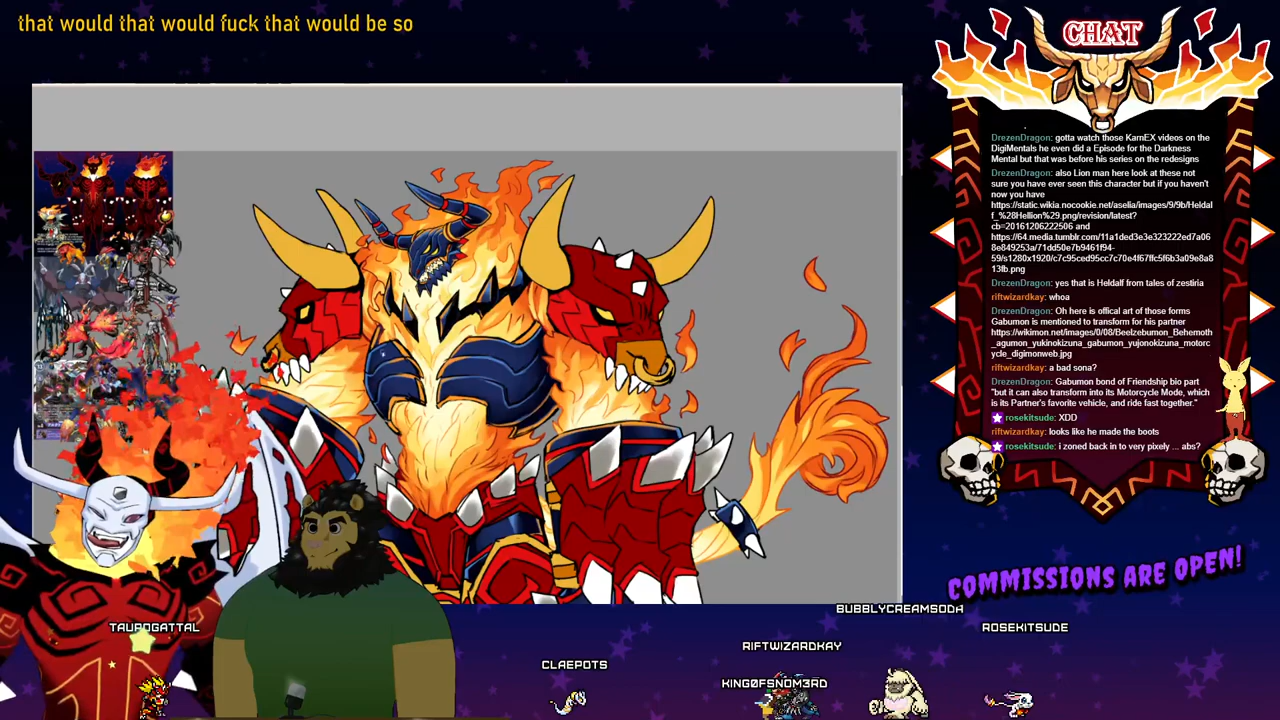 that would that would fuck that would be so
CHAT
DrezenDragon: gotta watch those KarnEX videos on the
DigiMentals he even did a Episode for the Darkness
Mental but that was before his series on the redesigns
DrezenDragon: also Lion man here look at these not
sure you have ever seen this character but if you haven't
now you have
https://static.wikia.nocookie.net/aselia/images/9/9b/Heldal
f_%28Hellion%29.png/revision/latest?
cb=20161206222506 and
https://64.media.tumblr.com/11a1ded3e3e323222ed7a06
8e849253a/71dd50e7b9461f94-
59/s1280x1920/c7c95ced95cc7c70e4f67ffc5f6b3a09e8a8
13fb.png
DrezenDragon: yes that is Heldalf from tales of zestiria
riftwizardkay: whoa
DrezenDragon: Oh here is offical art of those forms
Gabumon is mentioned to transform for his partner
https://wikimon.net/images/0/08/Beelzebumon_Behemoth
_agumon_yukinokizuna_gabumon_yujonokizuna_motorc
ycle_digimonweb.jpg
riftwizardkay: a bad sona?
DrezenDragon: Gabumon bond of Friendship bio part
"but it can also transform into its Motorcycle Mode, which
is its Partner's favorite vehicle, and ride fast together."
rosekitsude: XDD
riftwizardkay: looks like he made the boots
rosekitsude: i zoned back in to very pixely ... abs?
COMMISSIONS ARE OPEN!
BUBBLYCREAMSODA
TAUROGATTAL
ROSEKITSUDE
RIFTWIZARDKAY
CLAEPOTS
KINGOFSNOM3RD